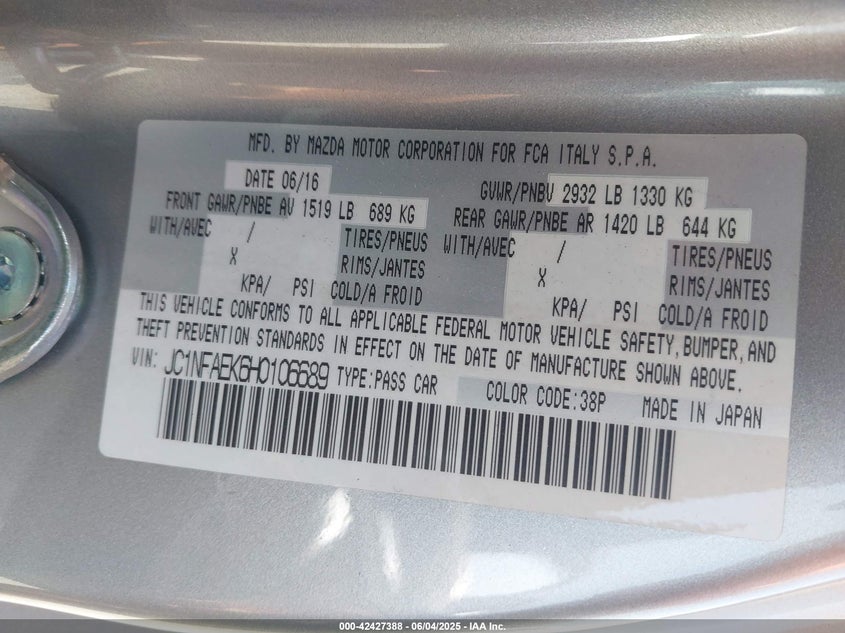 MFD. BY MAZDA MOTOR CORPORATION FOR FCA ITALY S.P.A.
DATE 06/16 GVWR/PNBV 2932 LB 1330 KG
FRONT GAWR/PNBE AV 1519 LB 689 KG REAR GAWR/PNBE AR 1420 LB 644 KG
WITH/AVEC / TIRES/PNEUS WITH/AVEC / TIRES/PNEUS
X RIMS/JANTES X RIMS/JANTES
KPA/ PSI COLD/A FROID KPA/ PSI COLD/A FROID
THIS VEHICLE CONFORMS TO ALL APPLICABLE FEDERAL MOTOR VEHICLE SAFETY, BUMPER, AND
THEFT PREVENTION STANDARDS IN EFFECT ON THE DATE OF MANUFACTURE SHOWN ABOVE.
VIN: JC1NFAEK6H0106689 TYPE:PASS CAR COLOR CODE:38P MADE IN JAPAN
000-42427388 - 06/04/2025 - IAA Inc.